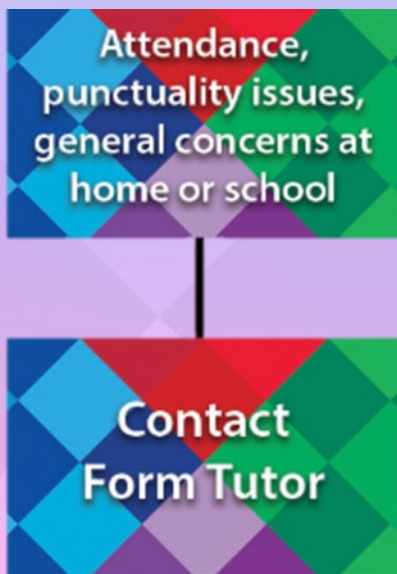 Attendance,
punctuality issues,
general concerns at
home or school
Contact
Form Tutor